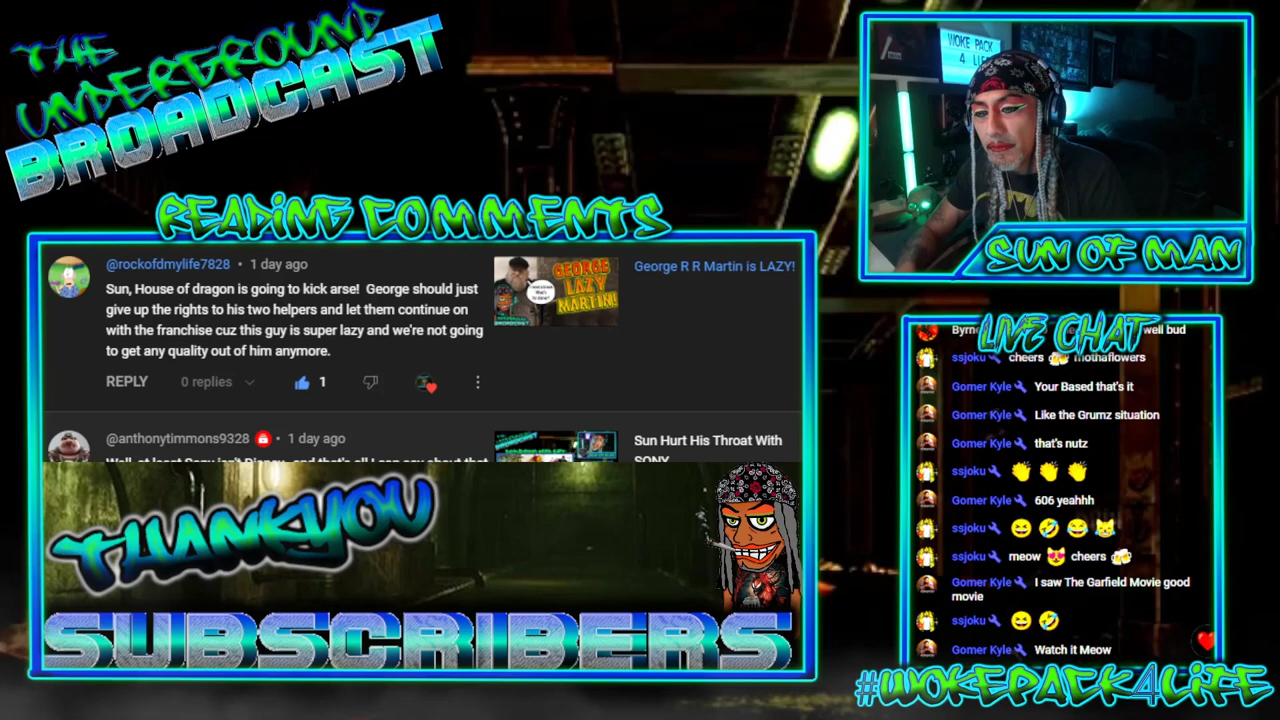 THE
UNDERGROUND
BROADCAST
READING COMMENTS
@rockofdmylife7828 • 1 day ago
Sun, House of dragon is going to kick arse! George should just
give up the rights to his two helpers and let them continue on
with the franchise cuz this guy is super lazy and we're not going
to get any quality out of him anymore.
REPLY 0 replies 1
GEORGE
LAZY
MARTIN!
George R R Martin is LAZY!
@anthonytimmons9328 • 1 day ago
Sun Hurt His Throat With
SONY
THANKYOU
SUBSCRIBERS
WOKE PACK
4 LIFE
SUN OF MAN
LIVE CHAT
well bud
ssjoku cheers 🍻 mothaflowers
Gomer Kyle Your Based that's it
Gomer Kyle Like the Grumz situation
Gomer Kyle that's nutz
ssjoku 👏 👏 👏
Gomer Kyle 606 yeahhh
ssjoku 😆 🤣 😂 😹
ssjoku meow 😻 cheers 🍻
Gomer Kyle I saw The Garfield Movie good
movie
ssjoku 😆 🤣
Gomer Kyle Watch it Meow
#WOKEPACK4LIFE